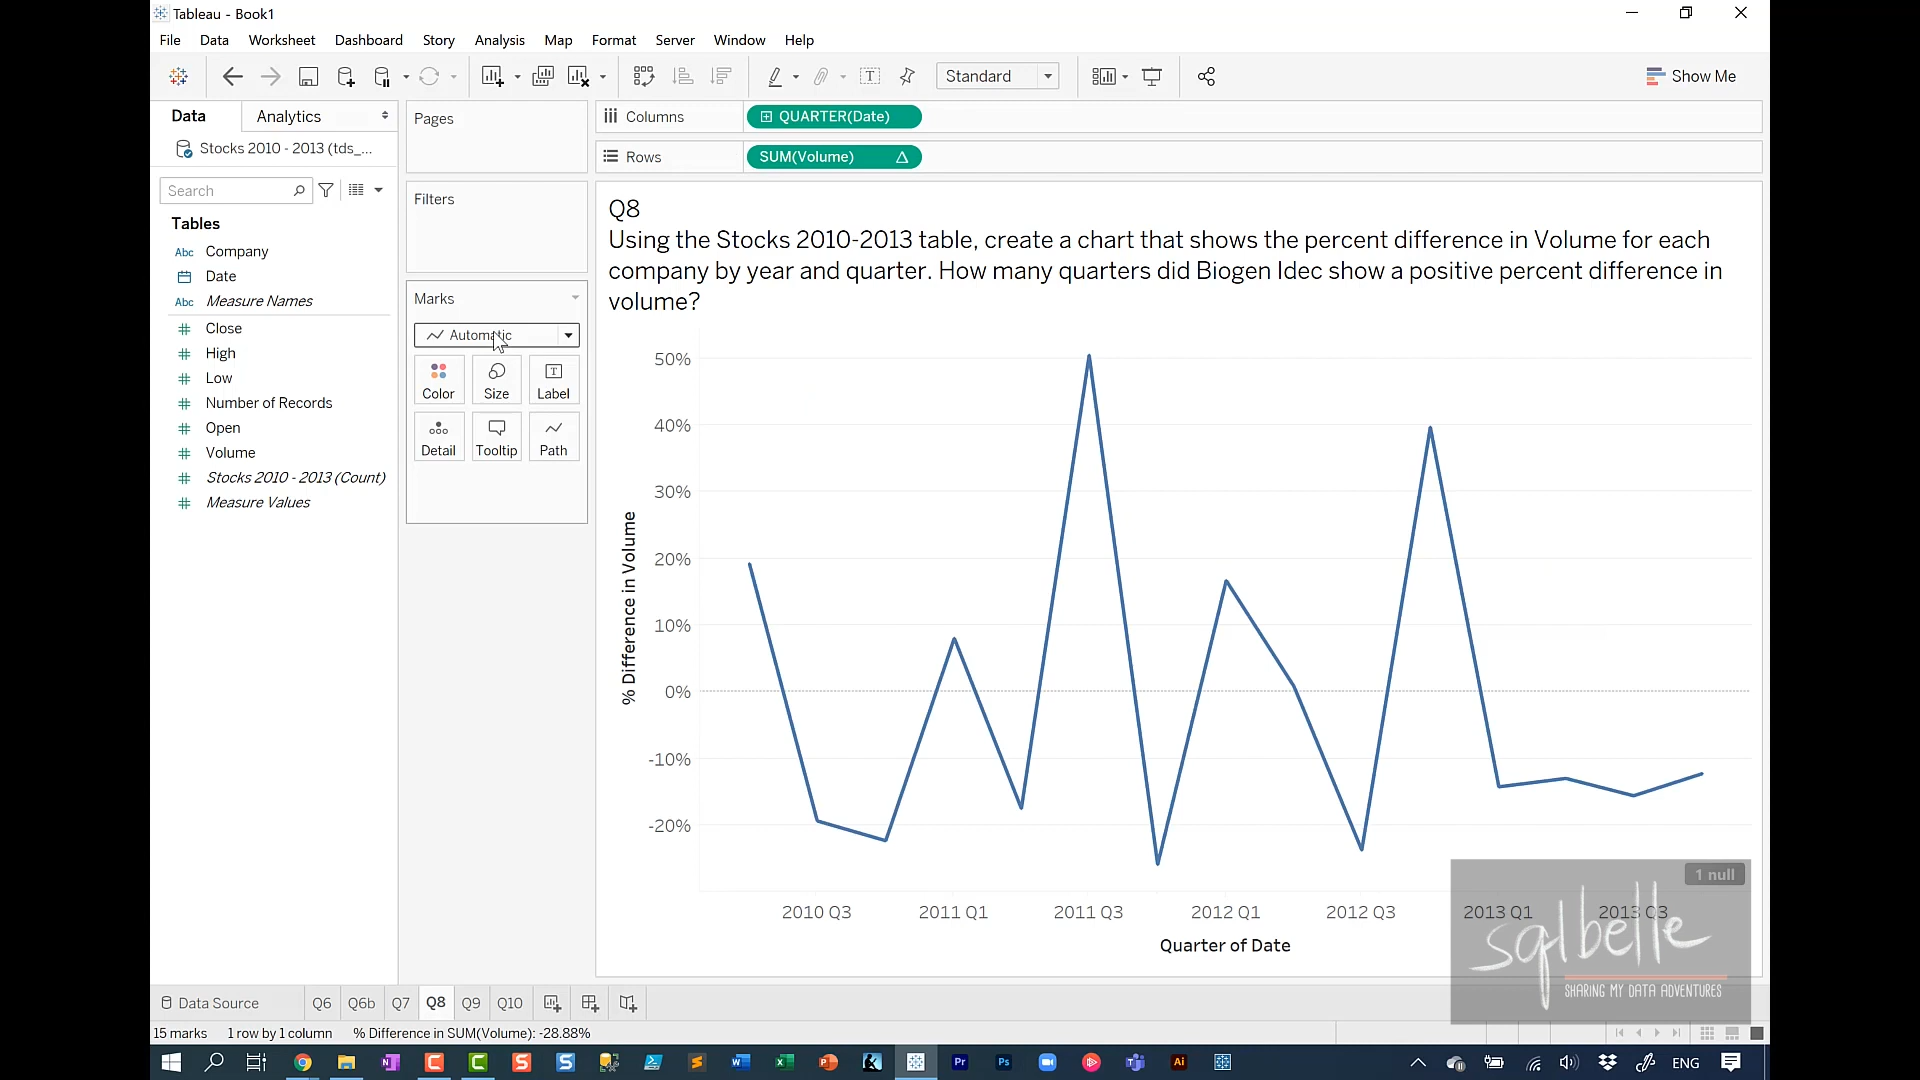 Tableau - Book1
File Data Worksheet Dashboard Story Analysis Map Format Server Window Help
Standard
Show Me
Data
Analytics
Stocks 2010 - 2013 (tds_...
Search
Tables
Abc Company
Date
Abc Measure Names
Close
High
Low
Number of Records
Open
Volume
Stocks 2010 - 2013 (Count)
Measure Values
Pages
Filters
Marks
Automatic
Color Size Label
Detail Tooltip Path
Columns
QUARTER(Date)
Rows
SUM(Volume)
Q8
Using the Stocks 2010-2013 table, create a chart that shows the percent difference in Volume for each
company by year and quarter. How many quarters did Biogen Idec show a positive percent difference in
volume?
% Difference in Volume
50%
40%
30%
20%
10%
0%
-10%
-20%
2010 Q3 2011 Q1 2011 Q3 2012 Q1 2012 Q3 2013 Q1 2013 Q3
Quarter of Date
1 null
sqlbelle
SHARING MY DATA ADVENTURES
Data Source Q6 Q6b Q7 Q8 Q9 Q10
15 marks 1 row by 1 column % Difference in SUM(Volume): -28.88%
ENG